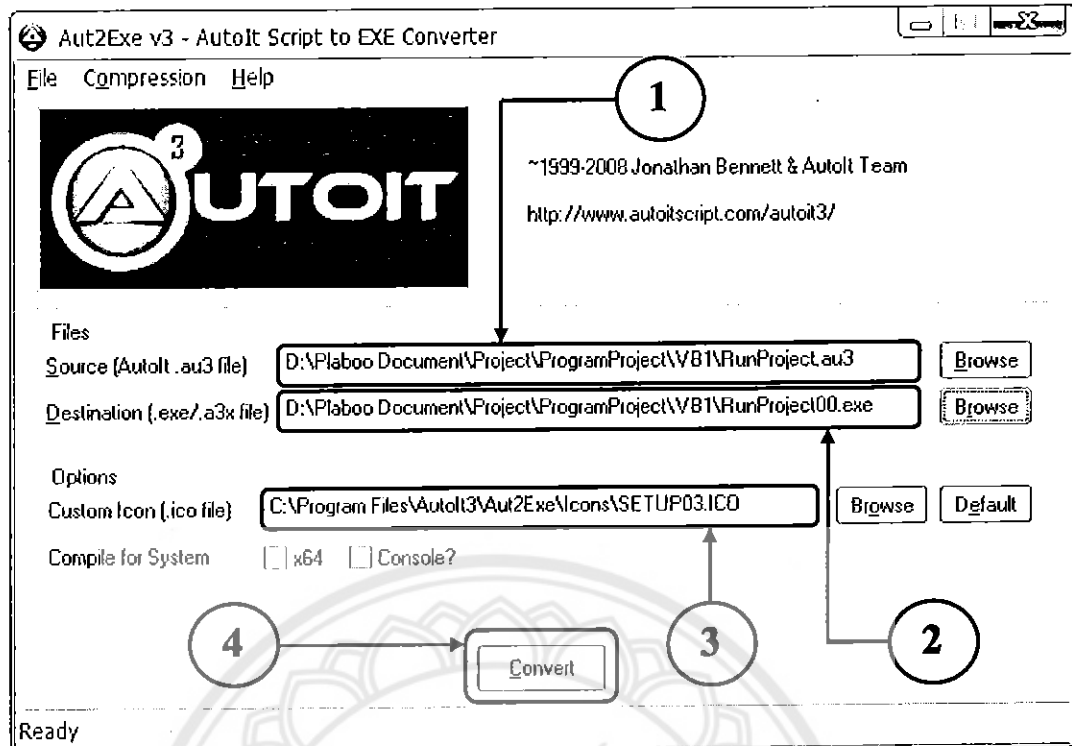 Aut2Exe v3 - AutoIt Script to EXE Converter
File Compression Help
1
3
AUTOIT
~1999-2008 Jonathan Bennett & AutoIt Team
http://www.autoitscript.com/autoit3/
Files
Source (AutoIt .au3 file) D:\Plaboo Document\Project\ProgramProject\VB1\RunProject.au3 Browse
Destination (.exe/.a3x file) D:\Plaboo Document\Project\ProgramProject\VB1\RunProject00.exe Browse
Options
Custom Icon (.ico file) C:\Program Files\AutoIt3\Aut2Exe\Icons\SETUP03.ICO Browse Default
Compile for System x64 Console?
4 3 2
Convert
Ready